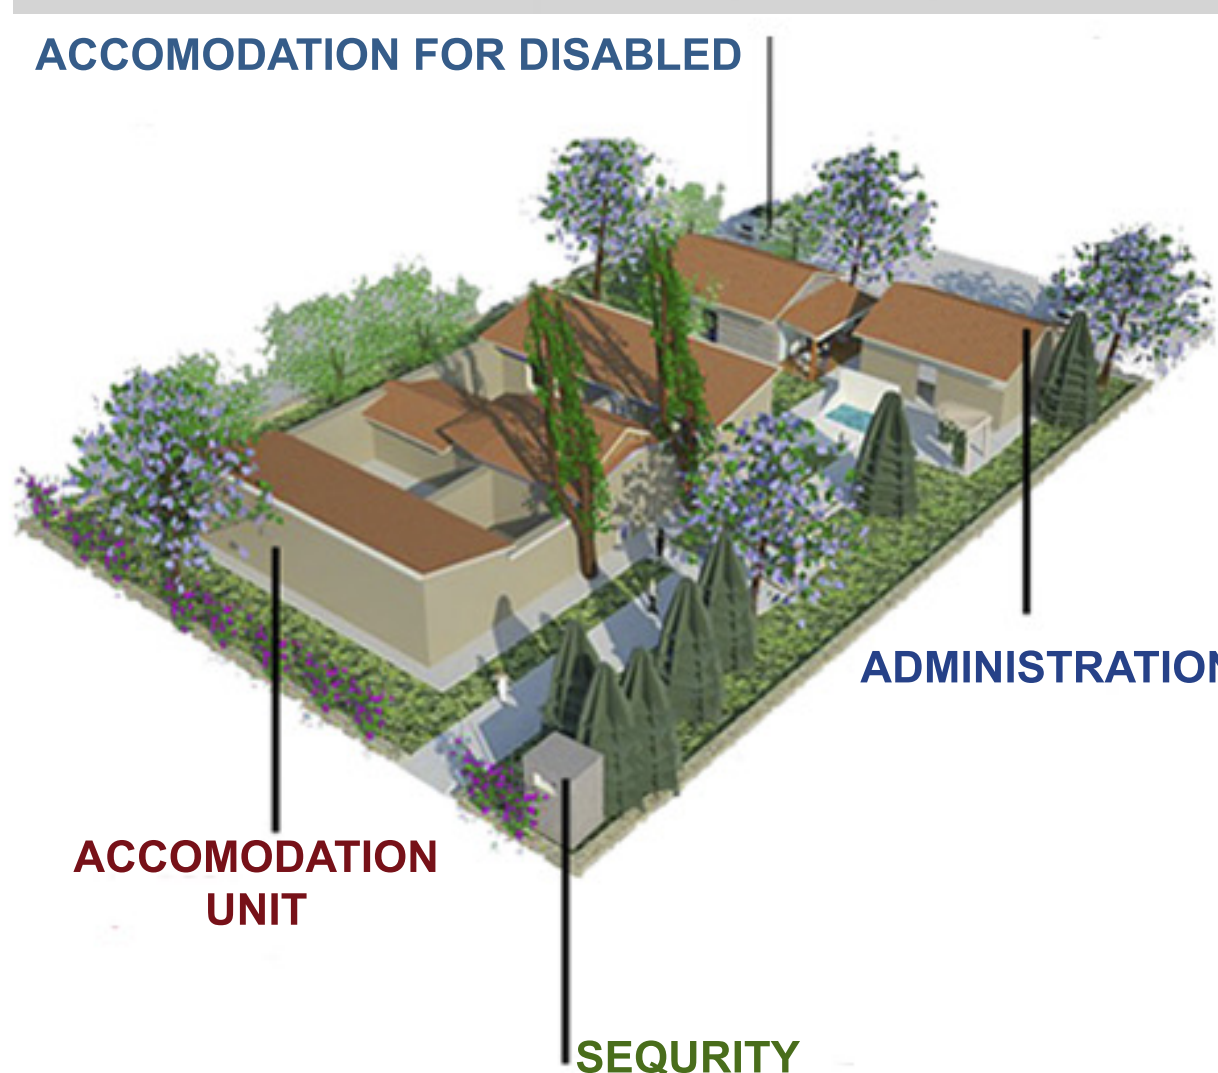 ACCOMODATION FOR DISABLED
ADMINISTRATION
ACCOMODATION
UNIT
SEQURITY